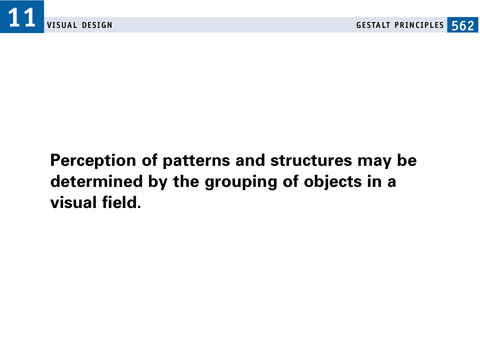 11 VISUAL DESIGN GESTALT PRINCIPLES 562
Perception of patterns and structures may be
determined by the grouping of objects in a
visual field.